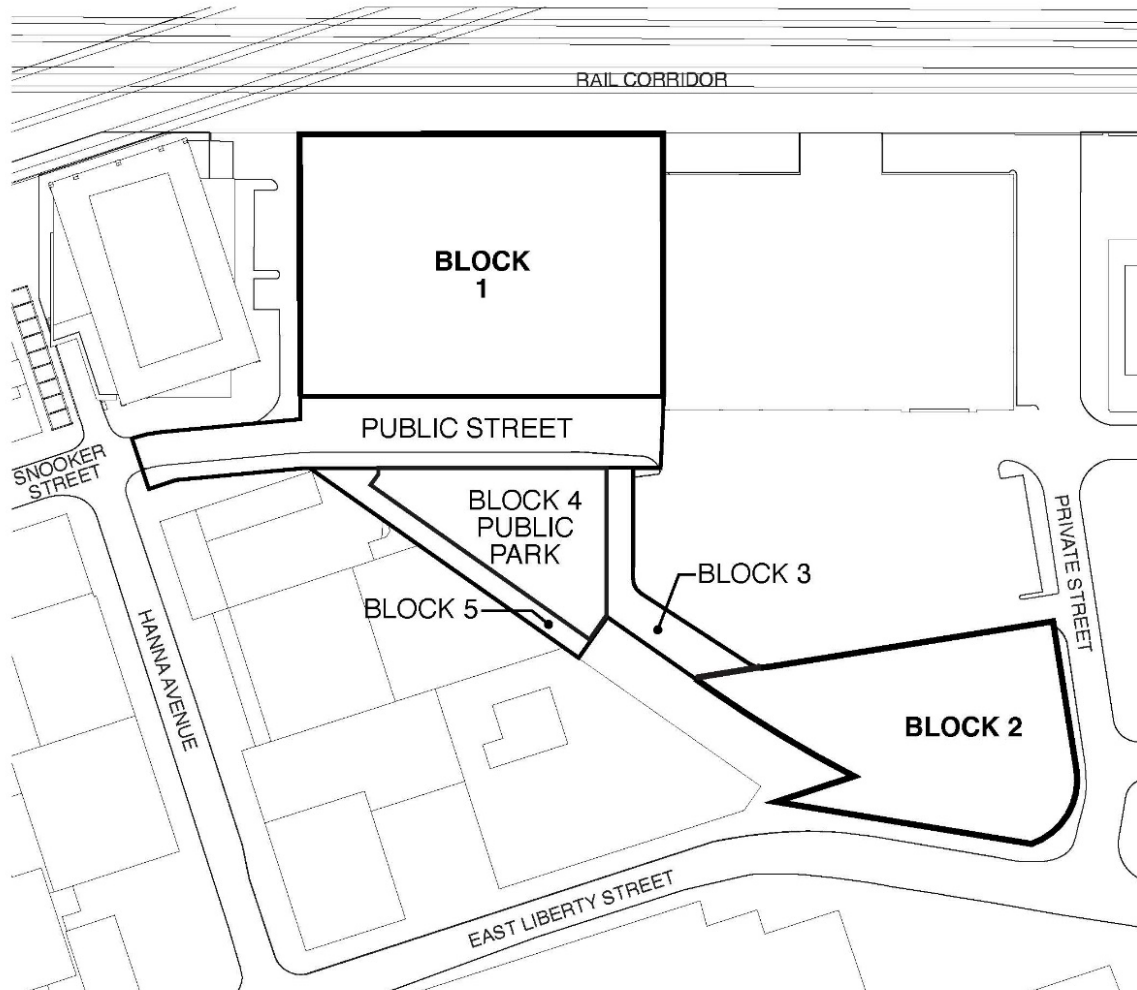 RAIL CORRIDOR
BLOCK
1
PUBLIC STREET
SNOOKER
STREET
BLOCK 4
PUBLIC
PARK
PRIVATE STREET
BLOCK 3
BLOCK 5
HANNA AVENUE
BLOCK 2
EAST LIBERTY STREET